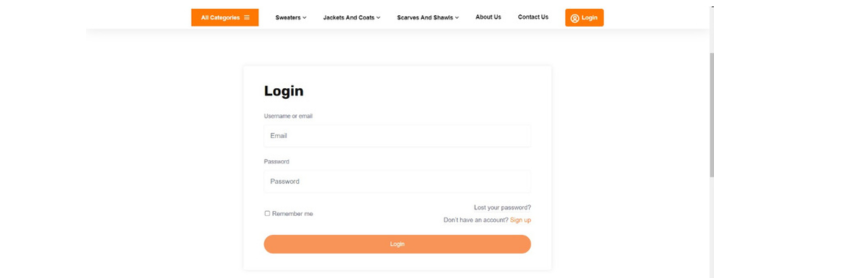 All Categories Sweaters Jackets And Coats Scarves And Shawls About Us Contact Us Login
Login
Username or email
Email
Password
Password
Remember me
Lost your password?
Don't have an account? Sign up
Login